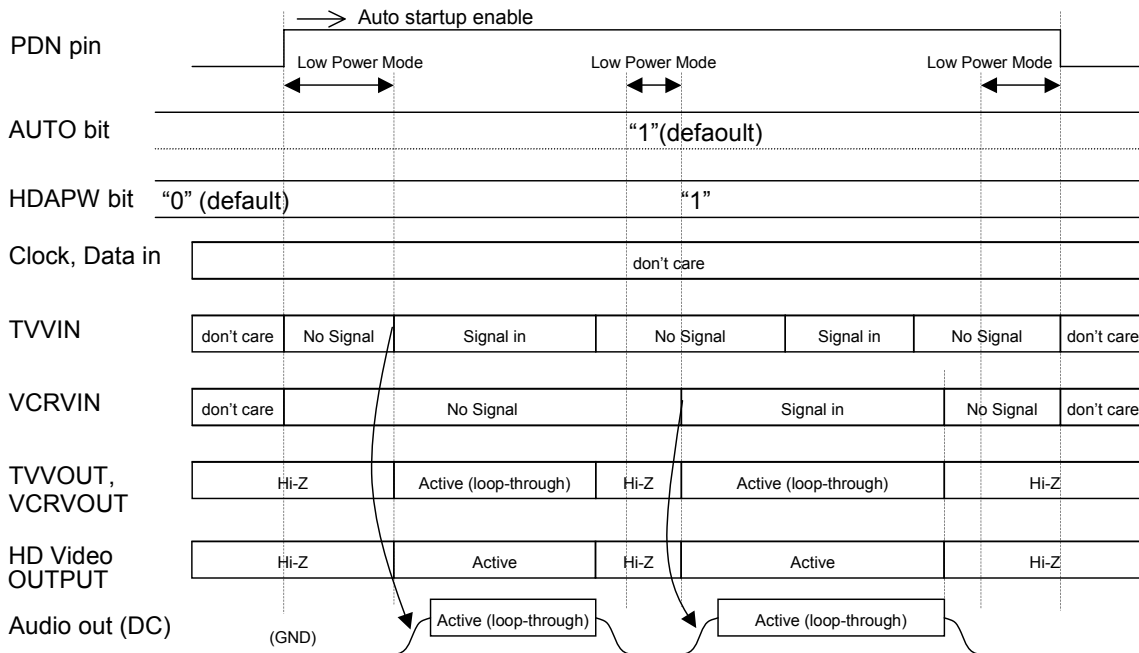 Auto startup enable
PDN pin
Low Power Mode Low Power Mode Low Power Mode
AUTO bit “1”(defaoult)
HDAPW bit “0” (default) “1”
Clock, Data in don’t care
TVVIN don’t care No Signal Signal in No Signal Signal in No Signal don’t care
VCRVIN don’t care No Signal Signal in No Signal don’t care
TVVOUT,
VCRVOUT Hi-Z Active (loop-through) Hi-Z Active (loop-through) Hi-Z
HD Video
OUTPUT Hi-Z Active Hi-Z Active Hi-Z
Audio out (DC) (GND) Active (loop-through) Active (loop-through)